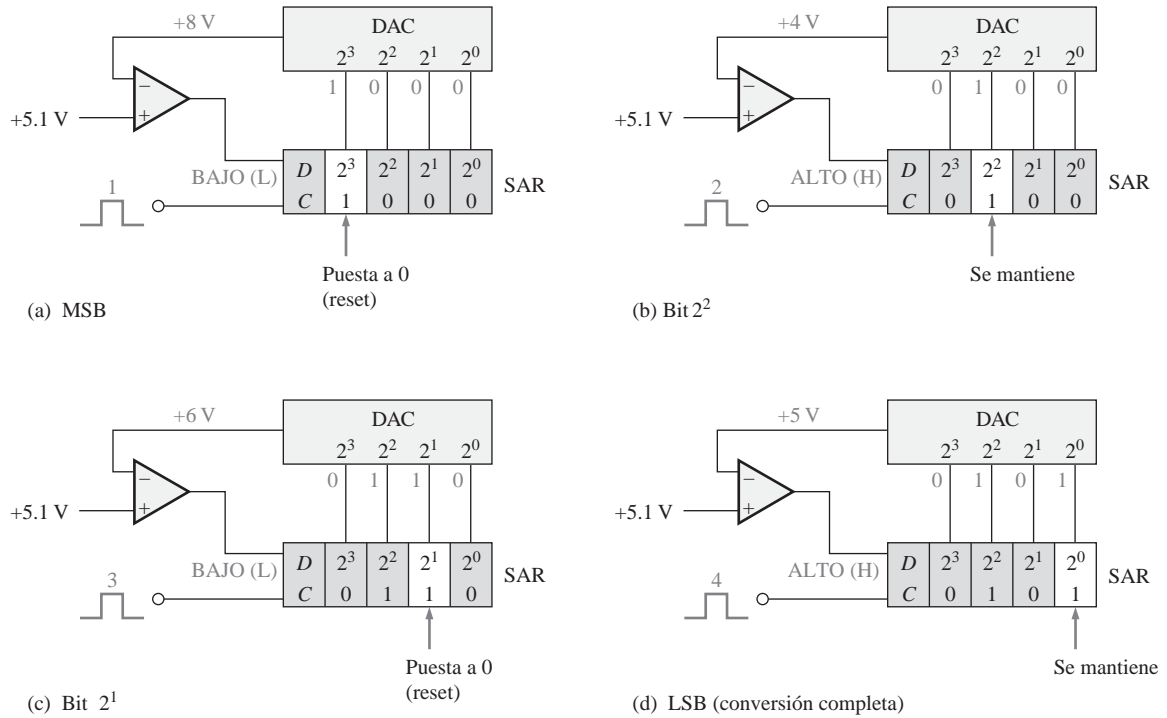 +8 V
DAC
2³ 2² 2¹ 2⁰
1 0 0 0
−
+
+5.1 V
BAJO (L)
D 2³ 2² 2¹ 2⁰
C 1 0 0 0
SAR
1
Puesta a 0
(reset)
(a) MSB
+4 V
DAC
2³ 2² 2¹ 2⁰
0 1 0 0
−
+
+5.1 V
ALTO (H)
D 2³ 2² 2¹ 2⁰
C 0 1 0 0
SAR
2
Se mantiene
(b) Bit 2²
+6 V
DAC
2³ 2² 2¹ 2⁰
0 1 1 0
−
+
+5.1 V
BAJO (L)
D 2³ 2² 2¹ 2⁰
C 0 1 1 0
SAR
3
Puesta a 0
(reset)
(c) Bit 2¹
+5 V
DAC
2³ 2² 2¹ 2⁰
0 1 0 1
−
+
+5.1 V
ALTO (H)
D 2³ 2² 2¹ 2⁰
C 0 1 0 1
SAR
4
Se mantiene
(d) LSB (conversión completa)